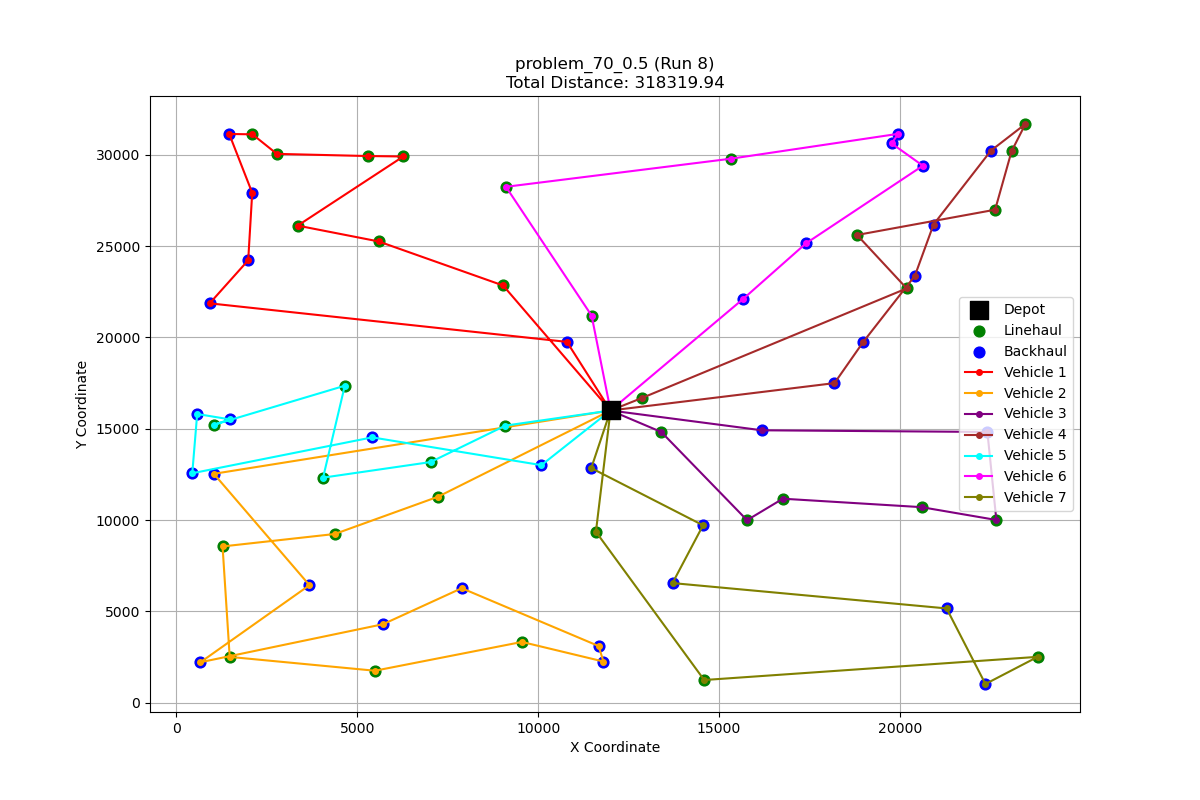 problem_70_0.5 (Run 8)
Total Distance: 318319.94
Y Coordinate
30000
25000
20000
15000
10000
5000
0
0 5000 10000 15000 20000
X Coordinate
Depot
Linehaul
Backhaul
Vehicle 1
Vehicle 2
Vehicle 3
Vehicle 4
Vehicle 5
Vehicle 6
Vehicle 7